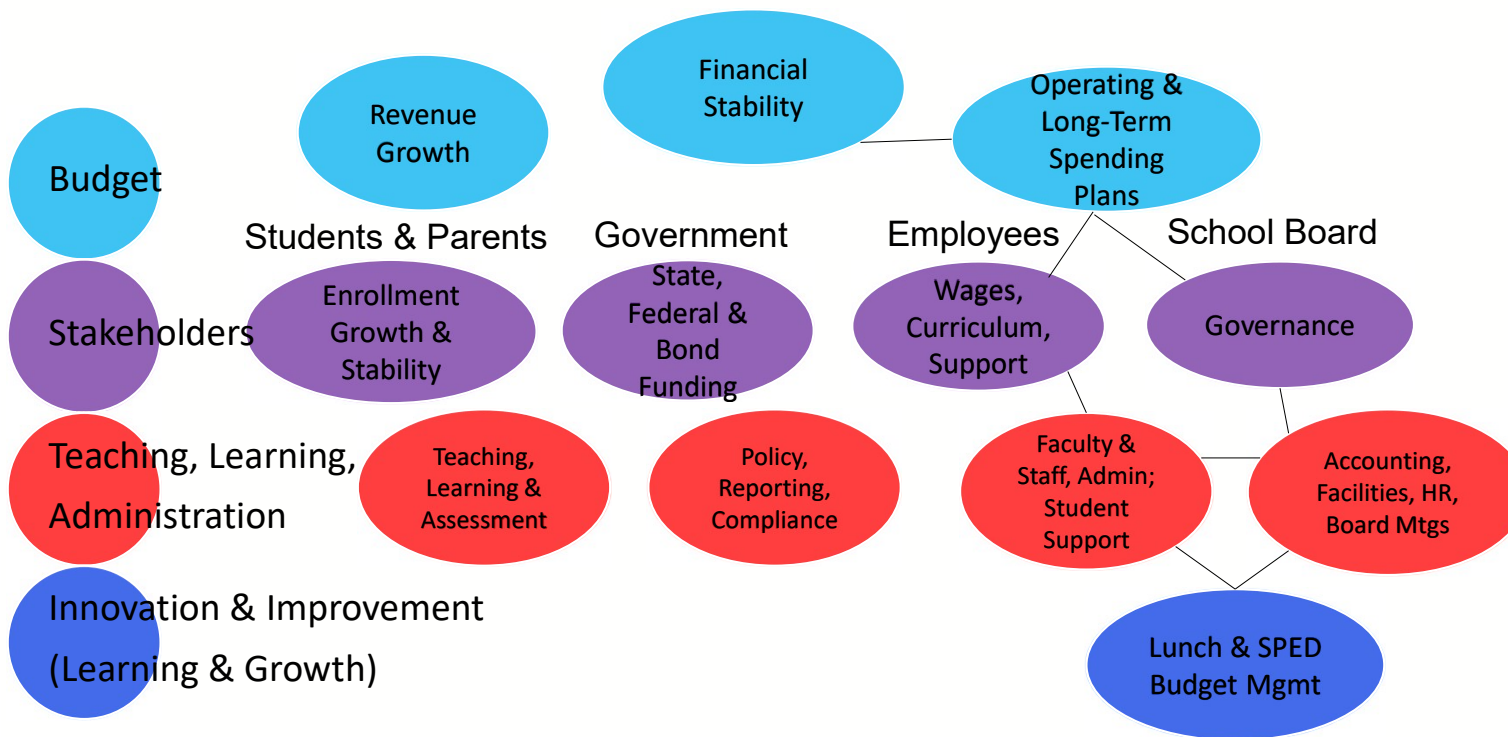 Budget
Revenue
Growth
Financial
Stability
Operating &
Long-Term
Spending
Plans
Students & Parents
Government
Employees
School Board
Stakeholders
Enrollment
Growth &
Stability
State,
Federal &
Bond
Funding
Wages,
Curriculum,
Support
Governance
Teaching, Learning,
Administration
Teaching,
Learning &
Assessment
Policy,
Reporting,
Compliance
Faculty &
Staff, Admin;
Student
Support
Accounting,
Facilities, HR,
Board Mtgs
Innovation & Improvement
(Learning & Growth)
Lunch & SPED
Budget Mgmt